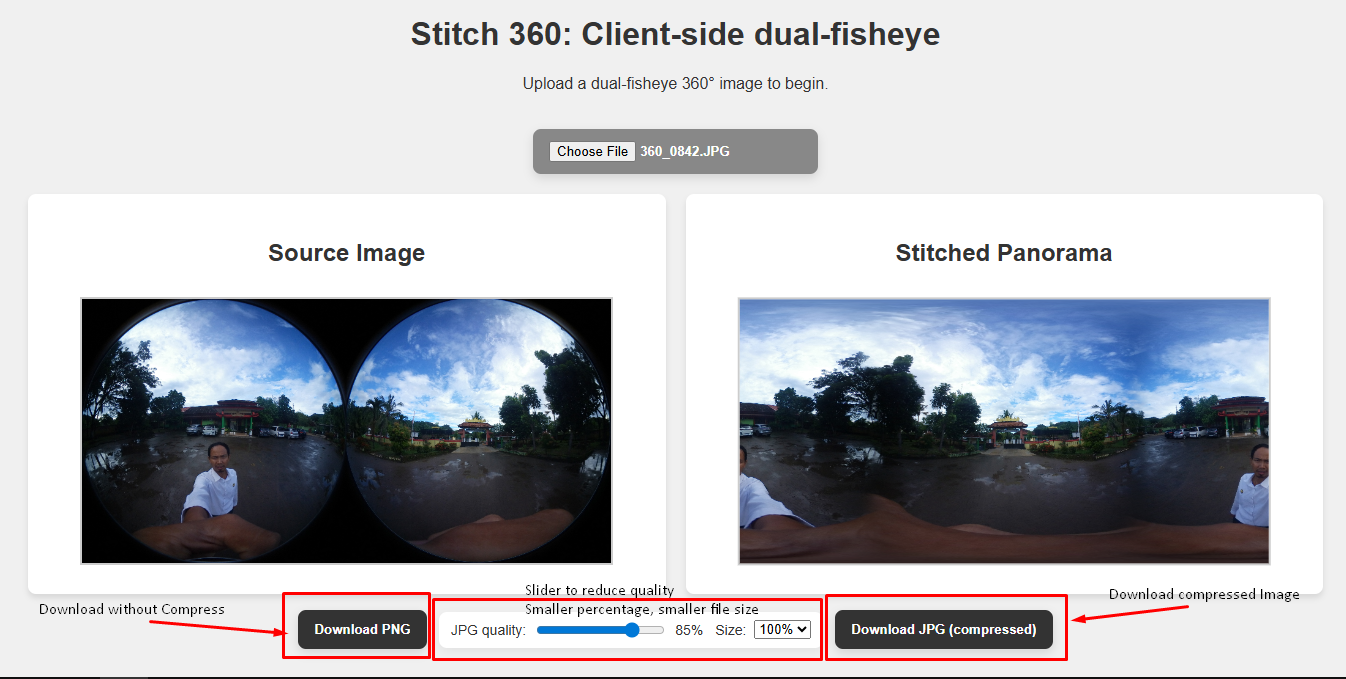 Stitch 360: Client-side dual-fisheye
Upload a dual-fisheye 360° image to begin.
Choose File 360_0842.JPG
Source Image
Stitched Panorama
Slider to reduce quality
Smaller percentage, smaller file size
Download without Compress
Download compressed Image
Download PNG
JPG quality: 85% Size: 100%
Download JPG (compressed)